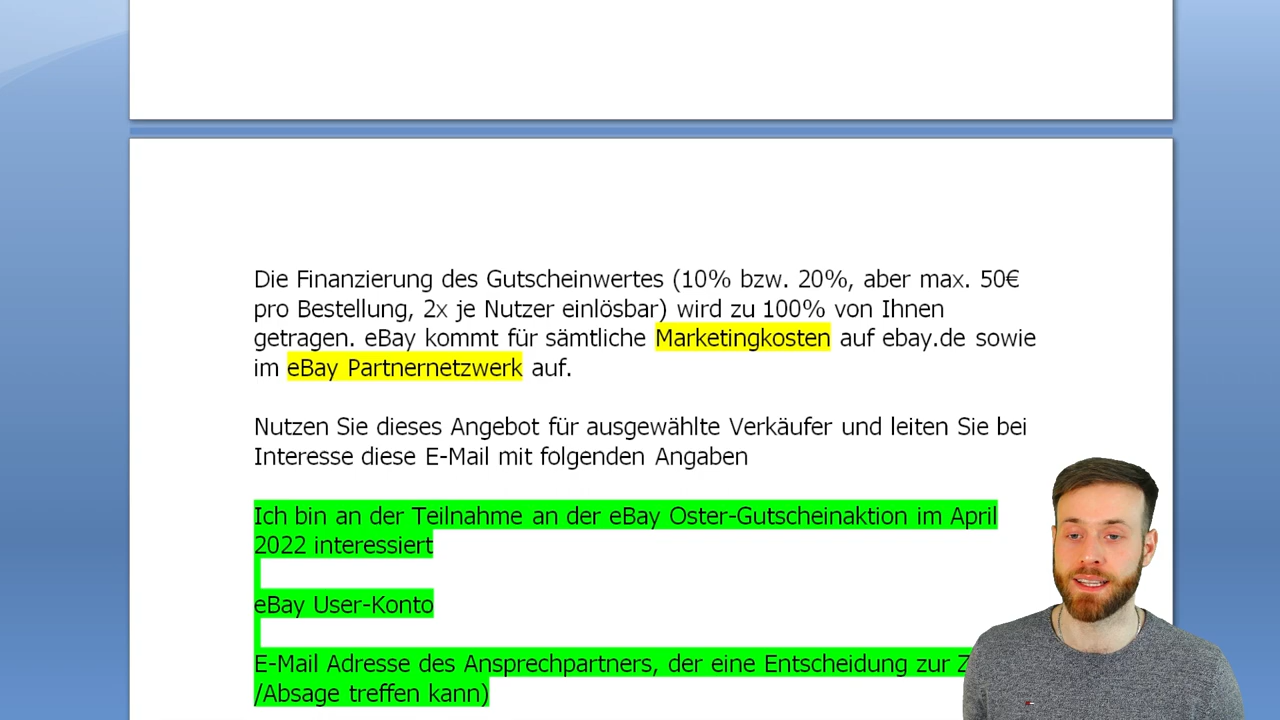 Die Finanzierung des Gutscheinwertes (10% bzw. 20%, aber max. 50€
pro Bestellung, 2x je Nutzer einlösbar) wird zu 100% von Ihnen
getragen. eBay kommt für sämtliche Marketingkosten auf ebay.de sowie
im eBay Partnernetzwerk auf.
Nutzen Sie dieses Angebot für ausgewählte Verkäufer und leiten Sie bei
Interesse diese E-Mail mit folgenden Angaben
Ich bin an der Teilnahme an der eBay Oster-Gutscheinaktion im April
2022 interessiert
eBay User-Konto
E-Mail Adresse des Ansprechpartners, der eine Entscheidung zur
/Absage treffen kann)